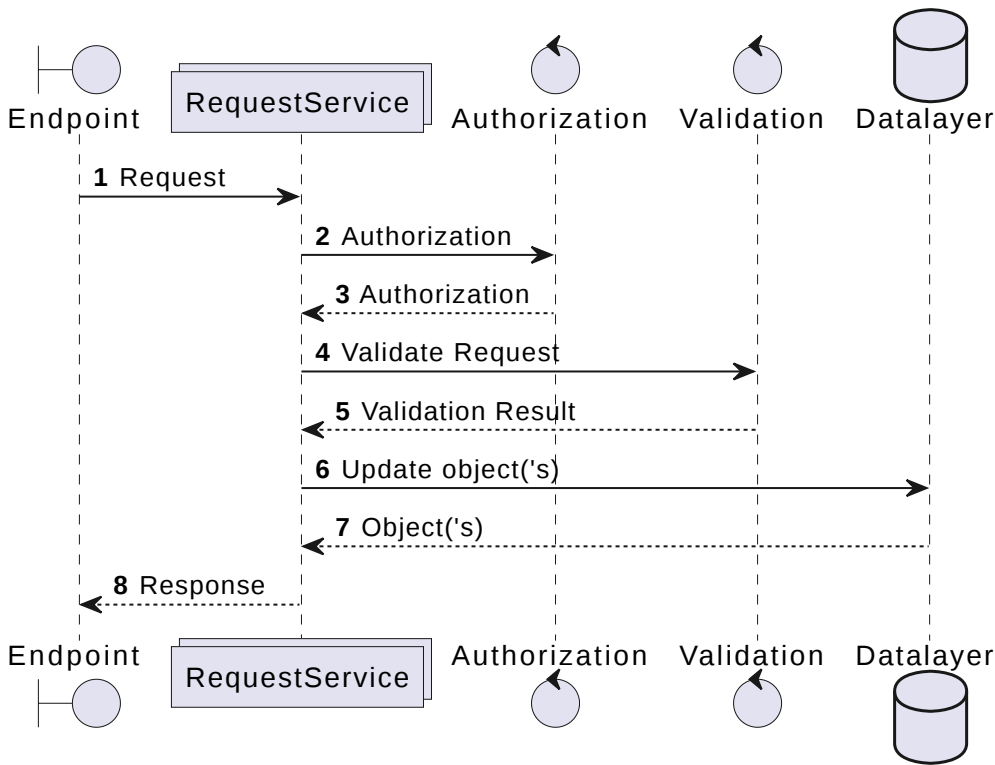 Endpoint
RequestService
Authorization
Validation
Datalayer
1 Request
2 Authorization
3 Authorization
4 Validate Request
5 Validation Result
6 Update object('s)
7 Object('s)
8 Response
Endpoint
RequestService
Authorization
Validation
Datalayer